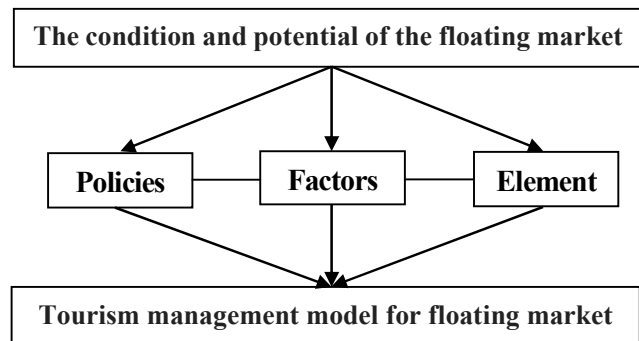 The condition and potential of the floating market
Policies
Factors
Element
Tourism management model for floating market